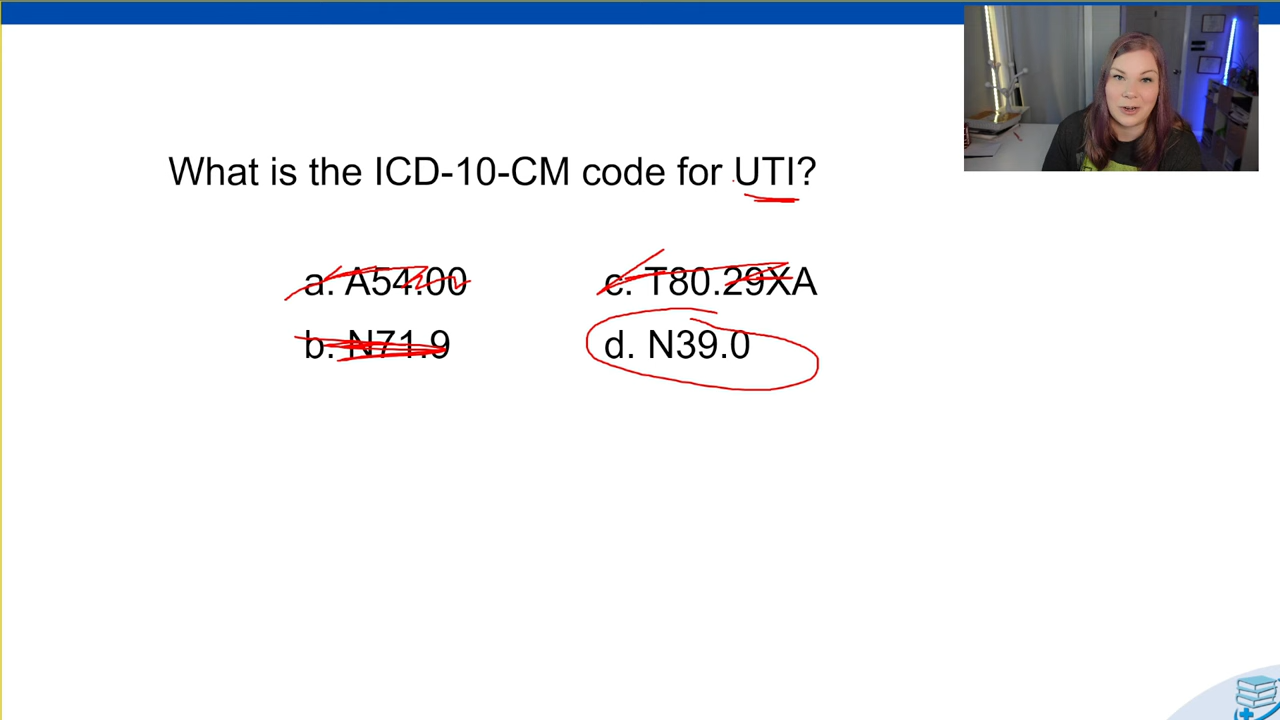 What is the ICD-10-CM code for UTI?
a. A54.00
c. T80.29XA
b. N71.9
d. N39.0